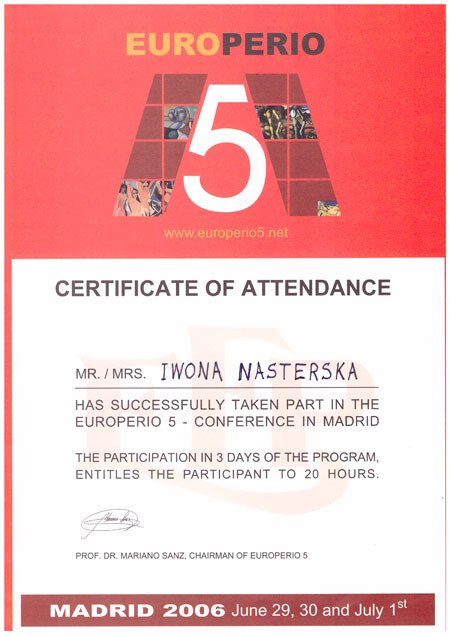 EUROPERIO
5
www.europerio5.net
CERTIFICATE OF ATTENDANCE
MR. / MRS. IWONA NASTERSKA
HAS SUCCESSFULLY TAKEN PART IN THE
EUROPERIO 5 - CONFERENCE IN MADRID
THE PARTICIPATION IN 3 DAYS OF THE PROGRAM,
ENTITLES THE PARTICIPANT TO 20 HOURS.
PROF. DR. MARIANO SANZ, CHAIRMAN OF EUROPERIO 5
MADRID 2006 June 29, 30 and July 1st